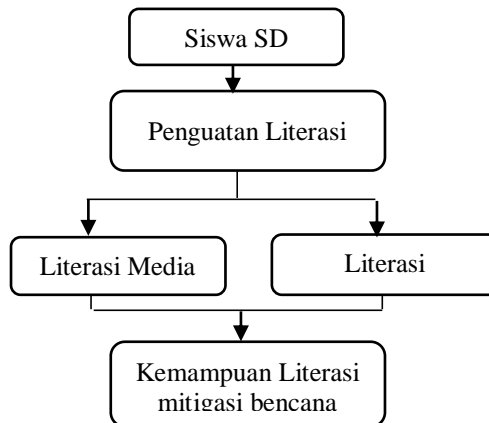 Siswa SD
Penguatan Literasi
Literasi Media
Literasi
Kemampuan Literasi
mitigasi bencana